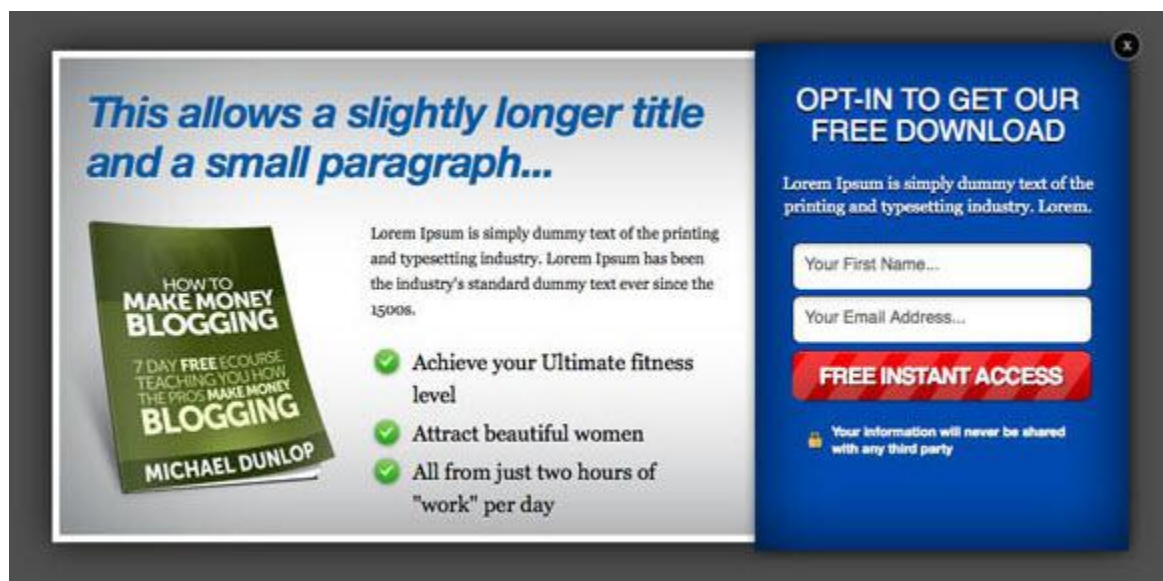 This allows a slightly longer title
and a small paragraph...
HOW TO
MAKE MONEY
BLOGGING
7 DAY FREE ECOURSE
TEACHING YOU HOW
THE PROS MAKE MONEY
BLOGGING
MICHAEL DUNLOP
Lorem Ipsum is simply dummy text of the printing
and typesetting industry. Lorem Ipsum has been
the industry's standard dummy text ever since the
1500s.
Achieve your Ultimate fitness
level
Attract beautiful women
All from just two hours of
"work" per day
x
OPT-IN TO GET OUR
FREE DOWNLOAD
Lorem Ipsum is simply dummy text of the
printing and typesetting industry. Lorem.
Your First Name...
Your Email Address...
FREE INSTANT ACCESS
Your information will never be shared
with any third party